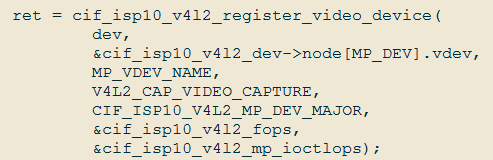 ret = cif_isp10_v4l2_register_video_device(
dev,
&cif_isp10_v4l2_dev->node[MP_DEV].vdev,
MP_VDEV_NAME,
V4L2_CAP_VIDEO_CAPTURE,
CIF_ISP10_V4L2_MP_DEV_MAJOR,
&cif_isp10_v4l2_fops,
&cif_isp10_v4l2_mp_ioctlops);